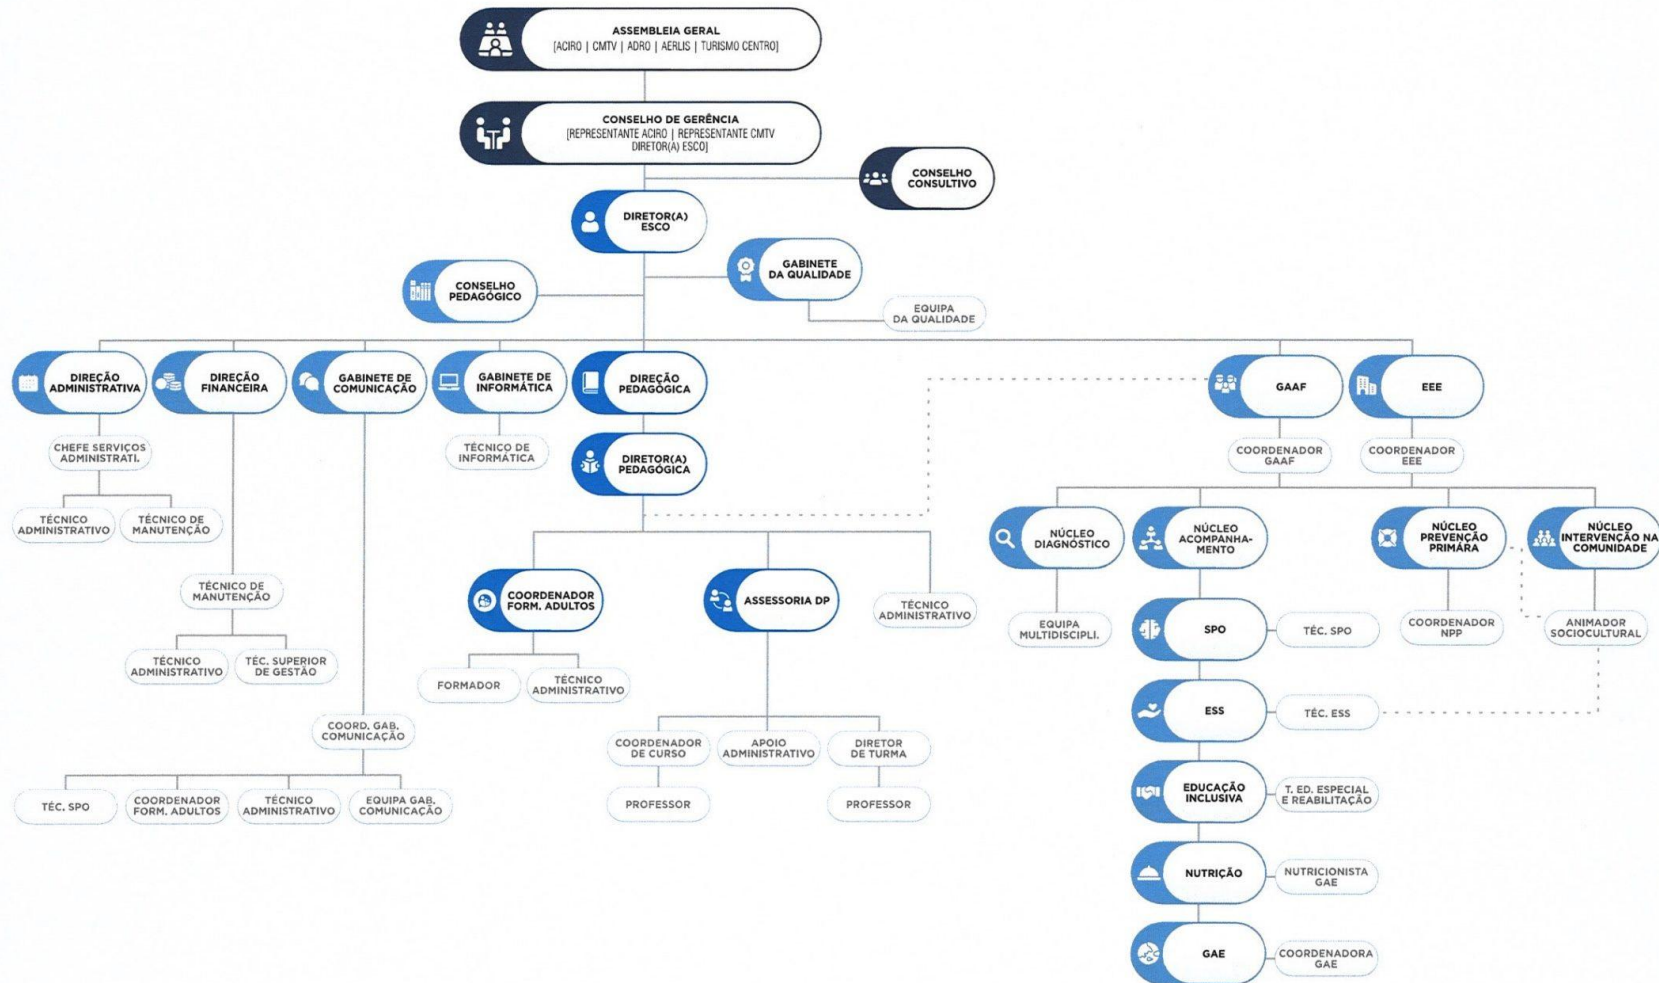 ASSEMBLEIA GERAL
[ACIRO | CMTV | ADRO | AERLIS | TURISMO CENTRO]
CONSELHO DE GERÊNCIA
[REPRESENTANTE ACIRO | REPRESENTANTE CMTV
DIRETOR(A) ESCO]
CONSELHO
CONSULTIVO
DIRETOR(A)
ESCO
GABINETE
DA QUALIDADE
CONSELHO
PEDAGÓGICO
EQUIPA
DA QUALIDADE
DIREÇÃO
ADMINISTRATIVA
DIREÇÃO
FINANCEIRA
GABINETE DE
COMUNICAÇÃO
GABINETE DE
INFORMÁTICA
DIREÇÃO
PEDAGÓGICA
GAAF
EEE
CHEFE SERVIÇOS
ADMINISTRATI.
TÉCNICO DE
INFORMÁTICA
DIRETOR(A)
PEDAGÓGICA
COORDENADOR
GAAF
COORDENADOR
EEE
TÉCNICO
ADMINISTRATIVO
TÉCNICO DE
MANUTENÇÃO
NÚCLEO
DIAGNÓSTICO
NÚCLEO
ACOMPANHA-
MENTO
NÚCLEO
PREVENÇÃO
PRIMÁRA
NÚCLEO
INTERVENÇÃO NA
COMUNIDADE
TÉCNICO DE
MANUTENÇÃO
COORDENADOR
FORM. ADULTOS
ASSESSORIA DP
TÉCNICO
ADMINISTRATIVO
EQUIPA
MULTIDISCIPLI.
SPO
TÉC. SPO
COORDENADOR
NPP
ANIMADOR
SOCIOCULTURAL
TÉCNICO
ADMINISTRATIVO
TÉC. SUPERIOR
DE GESTÃO
FORMADOR
TÉCNICO
ADMINISTRATIVO
ESS
TÉC. ESS
COORD. GAB.
COMUNICAÇÃO
COORDENADOR
DE CURSO
APOIO
ADMINISTRATIVO
DIRETOR
DE TURMA
TÉC. SPO
COORDENADOR
FORM. ADULTOS
TÉCNICO
ADMINISTRATIVO
EQUIPA GAB.
COMUNICAÇÃO
PROFESSOR
PROFESSOR
EDUCAÇÃO
INCLUSIVA
T. ED. ESPECIAL
E REABILITAÇÃO
NUTRIÇÃO
NUTRICIONISTA
GAE
GAE
COORDENADORA
GAE